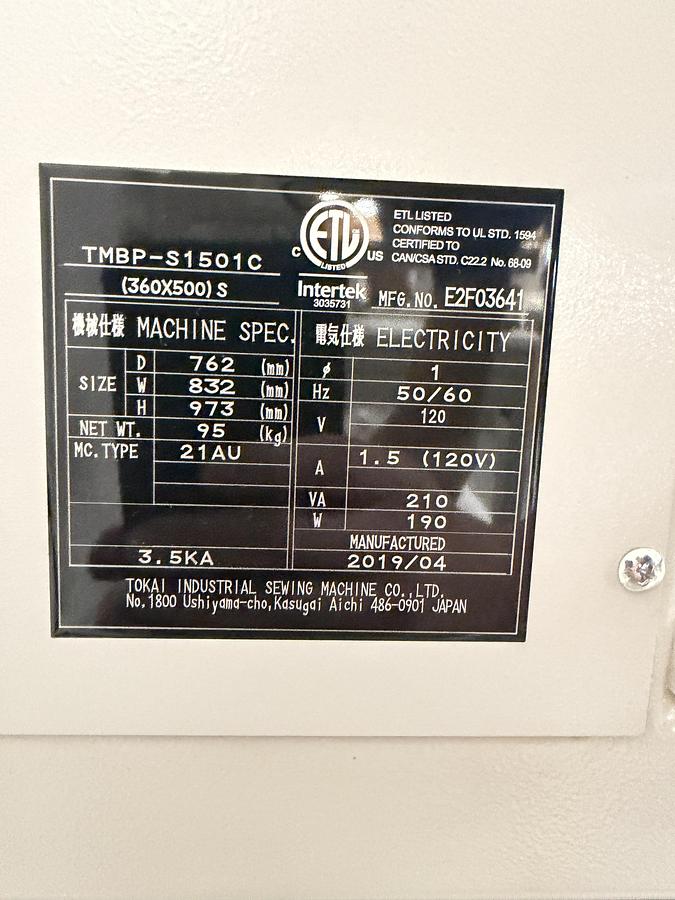 TMBP-S1501C
(360X500) S
C ETL CM LISTED US
Intertek
3035731
ETL LISTED
CONFORMS TO UL STD. 1594
CERTIFIED TO
CAN/CSA STD. C22.2 No. 68-09
MFG.NO. E2F03641
機械仕様 MACHINE SPEC.
SIZE D 762 (mm)
W 832 (mm)
H 973 (mm)
NET WT. 95 (kg)
MC.TYPE 21AU
3.5KA
電気仕様 ELECTRICITY
φ 1
Hz 50/60
V 120
A 1.5 (120V)
VA 210
W 190
MANUFACTURED
2019/04
TOKAI INDUSTRIAL SEWING MACHINE CO.,LTD.
No,1800 Ushiyama-cho,Kasugai Aichi 486-0901 JAPAN